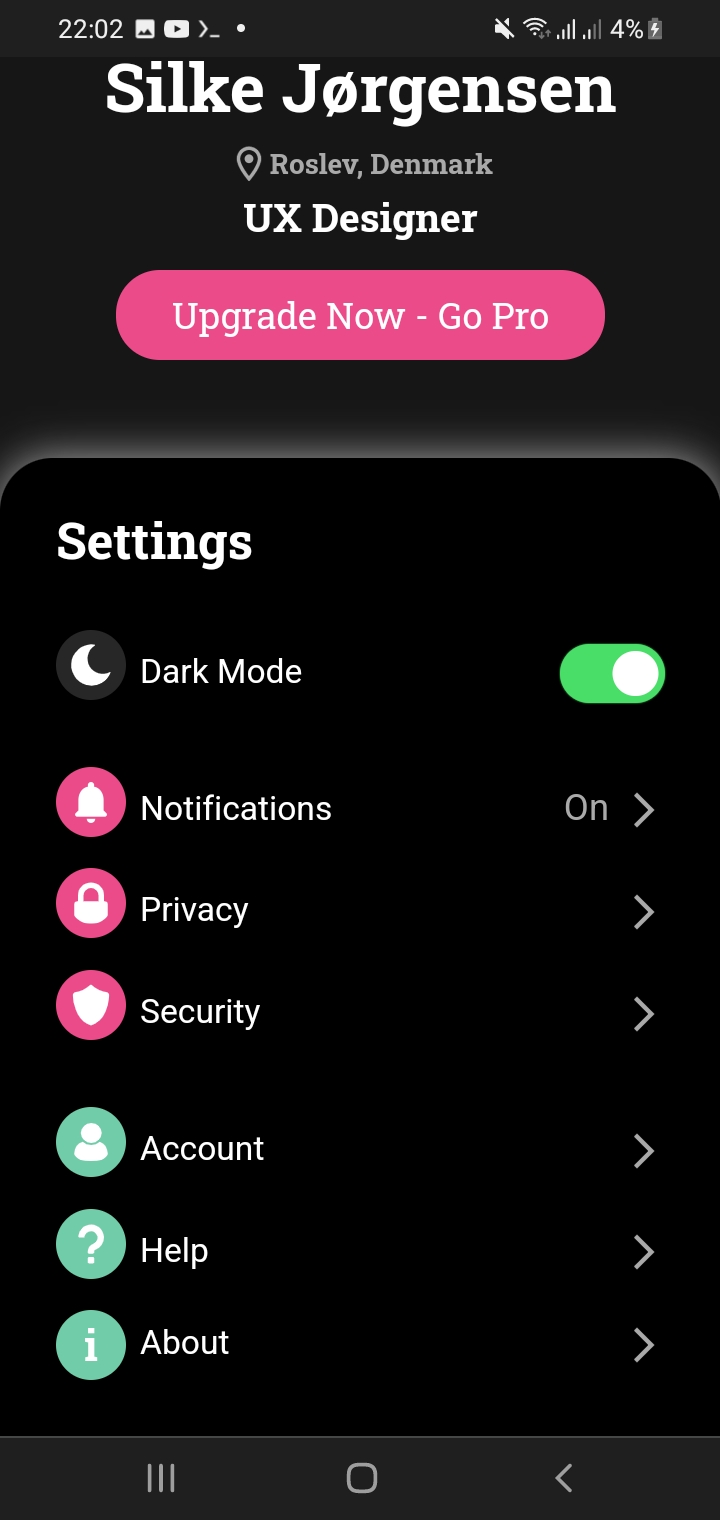 22:02 4%
Silke Jørgensen
Roslev, Denmark
UX Designer
Upgrade Now - Go Pro
Settings
Dark Mode
Notifications On
Privacy
Security
Account
Help
About